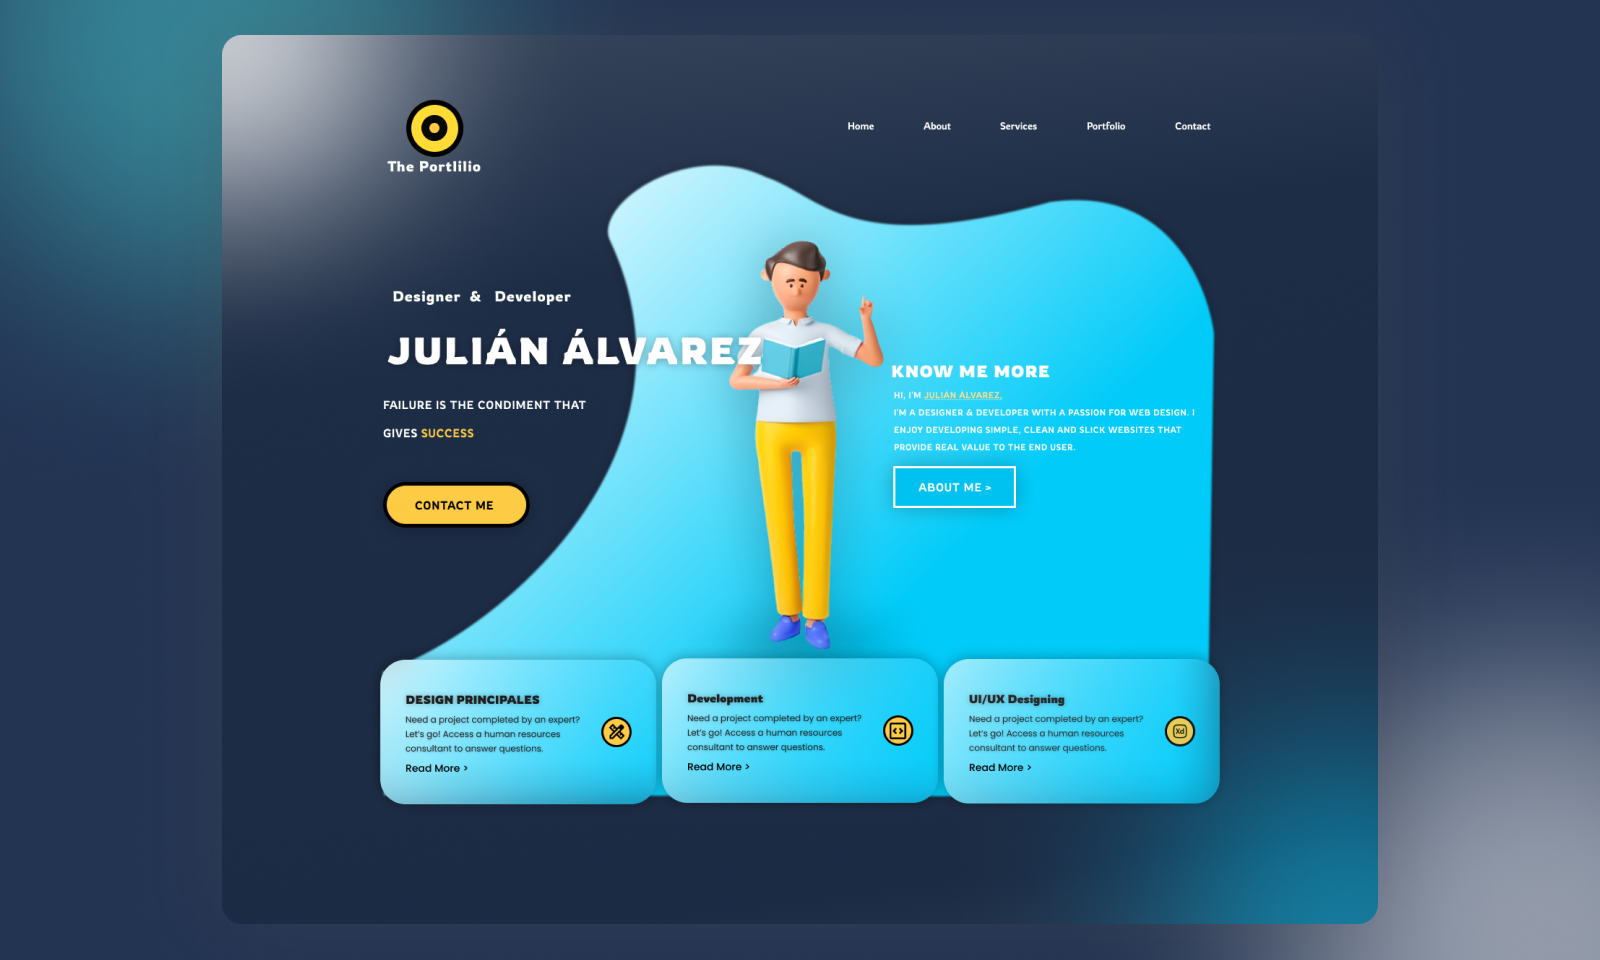 The Portlilio
Home
About
Services
Portfolio
Contact
Designer & Developer
JULIÁN ÁLVAREZ
FAILURE IS THE CONDIMENT THAT
GIVES SUCCESS
CONTACT ME
KNOW ME MORE
HI, I'M JULIÁN ÁLVAREZ.
I'M A DESIGNER & DEVELOPER WITH A PASSION FOR WEB DESIGN. I
ENJOY DEVELOPING SIMPLE, CLEAN AND SLICK WEBSITES THAT
PROVIDE REAL VALUE TO THE END USER.
ABOUT ME >
DESIGN PRINCIPALES
Need a project completed by an expert?
Let's go! Access a human resources
consultant to answer questions.
Read More >
Development
Need a project completed by an expert?
Let's go! Access a human resources
consultant to answer questions.
Read More >
UI/UX Designing
Need a project completed by an expert?
Let's go! Access a human resources
consultant to answer questions.
Read More >
Xd